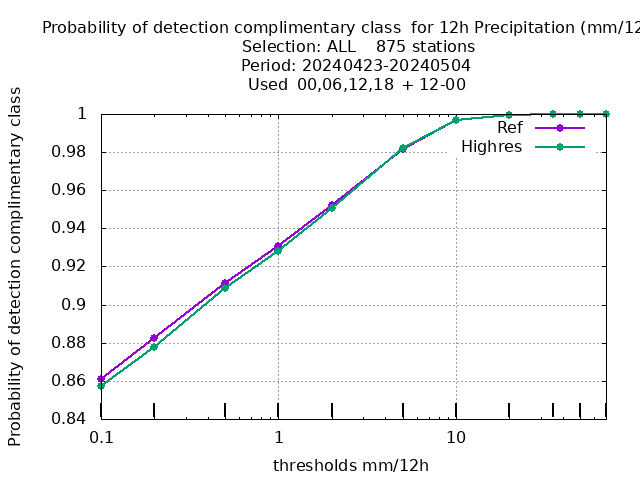 Probability of detection complimentary class for 12h Precipitation (mm/12
Selection: ALL 875 stations
Period: 20240423-20240504
Used 00,06,12,18 + 12-00
Probability of detection complimentary class
1
0.98
0.96
0.94
0.92
0.9
0.88
0.86
0.84
Ref
Highres
0.1 1 10
thresholds mm/12h